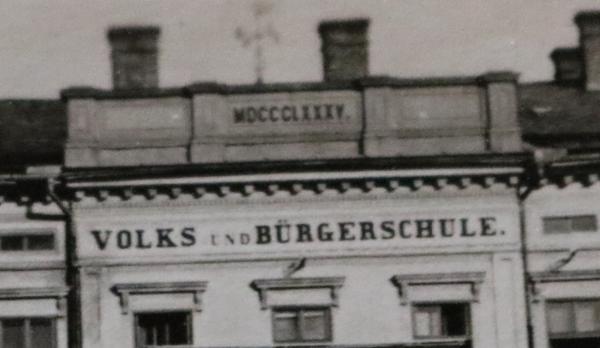 MDCCCLXXXV.
VOLKS UND BÜRGERSCHULE.